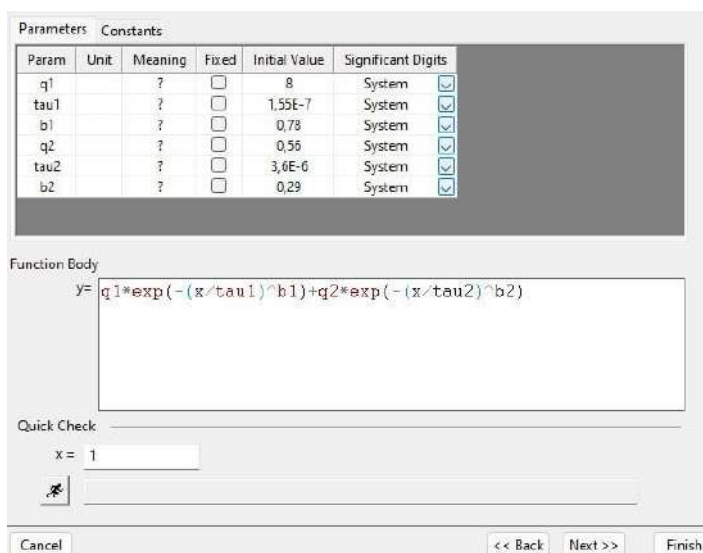 Parameters Constants
Param Unit Meaning Fixed Initial Value Significant Digits
q1 ? 8 System
tau1 ? 1,55E-7 System
b1 ? 0,78 System
q2 ? 0,56 System
tau2 ? 3,6E-6 System
b2 ? 0,29 System
Function Body
y= q1*exp(-(x/tau1)^b1)+q2*exp(-(x/tau2)^b2)
Quick Check
x = 1
Cancel << Back Next >> Finish